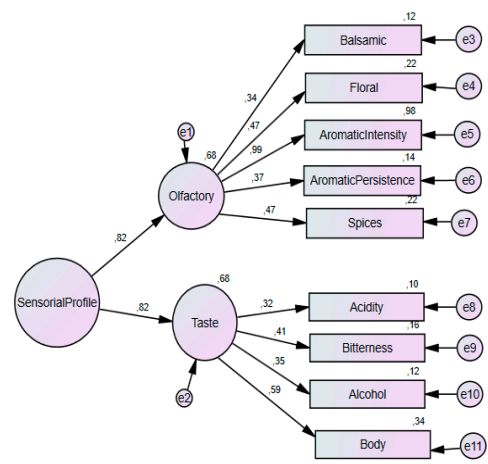 ,12
Balsamic
e3
,22
Floral
e4
,34
,47
,98
AromaticIntensity
e5
e1
,68
,99
,14
AromaticPersistence
e6
,37
Olfactory
,22
Spices
e7
,47
,82
SensorialProfile
,82
,68
Taste
,10
Acidity
e8
,32
,16
Bitterness
e9
,41
,35
,12
Alcohol
e10
,59
e2
,34
Body
e11